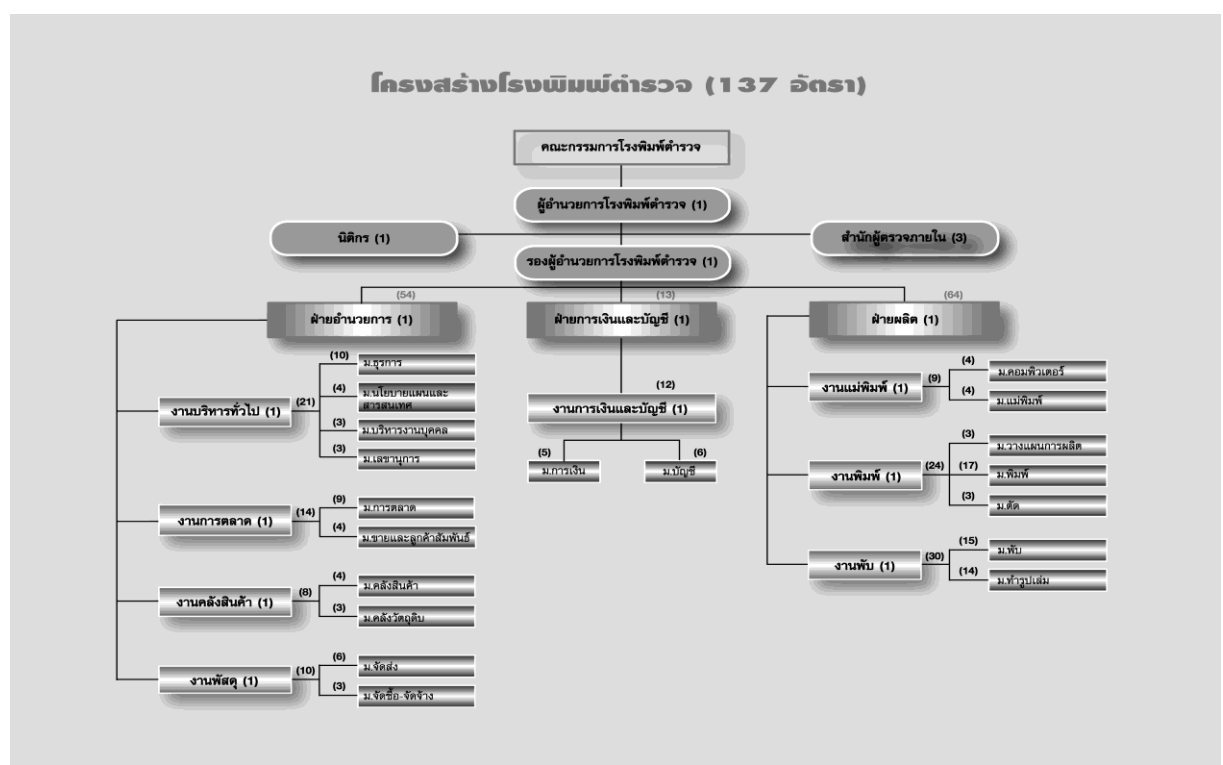 โครงสร้างโรงพิมพ์ตำรวจ (137 อัตรา)
คณะกรรมการโรงพิมพ์ตำรวจ
ผู้อำนวยการโรงพิมพ์ตำรวจ (1)
นิติกร (1)
สำนักผู้ตรวจภายใน (3)
รองผู้อำนวยการโรงพิมพ์ตำรวจ (1)
(54)
ฝ่ายอำนวยการ (1)
(13)
ฝ่ายการเงินและบัญชี (1)
(64)
ฝ่ายผลิต (1)
งานบริหารทั่วไป (1)
(21)
(10)
ม.ธุรการ
(4)
ม.นโยบายแผนและ
สารสนเทศ
(3)
ม.บริหารงานบุคคล
(3)
ม.เลขานุการ
งานการตลาด (1)
(14)
(9)
ม.การตลาด
(4)
ม.ขายและลูกค้าสัมพันธ์
งานคลังสินค้า (1)
(8)
(4)
ม.คลังสินค้า
(3)
ม.คลังวัตถุดิบ
งานพัสดุ (1)
(10)
(6)
ม.จัดส่ง
(3)
ม.จัดซื้อ-จัดจ้าง
(12)
งานการเงินและบัญชี (1)
(5)
ม.การเงิน
(6)
ม.บัญชี
งานแม่พิมพ์ (1)
(9)
(4)
ม.คอมพิวเตอร์
(4)
ม.แม่พิมพ์
งานพิมพ์ (1)
(24)
(3)
ม.วางแผนการผลิต
(17)
ม.พิมพ์
(3)
ม.ตัด
งานพับ (1)
(30)
(15)
ม.พับ
(14)
ม.ทำรูปเล่ม